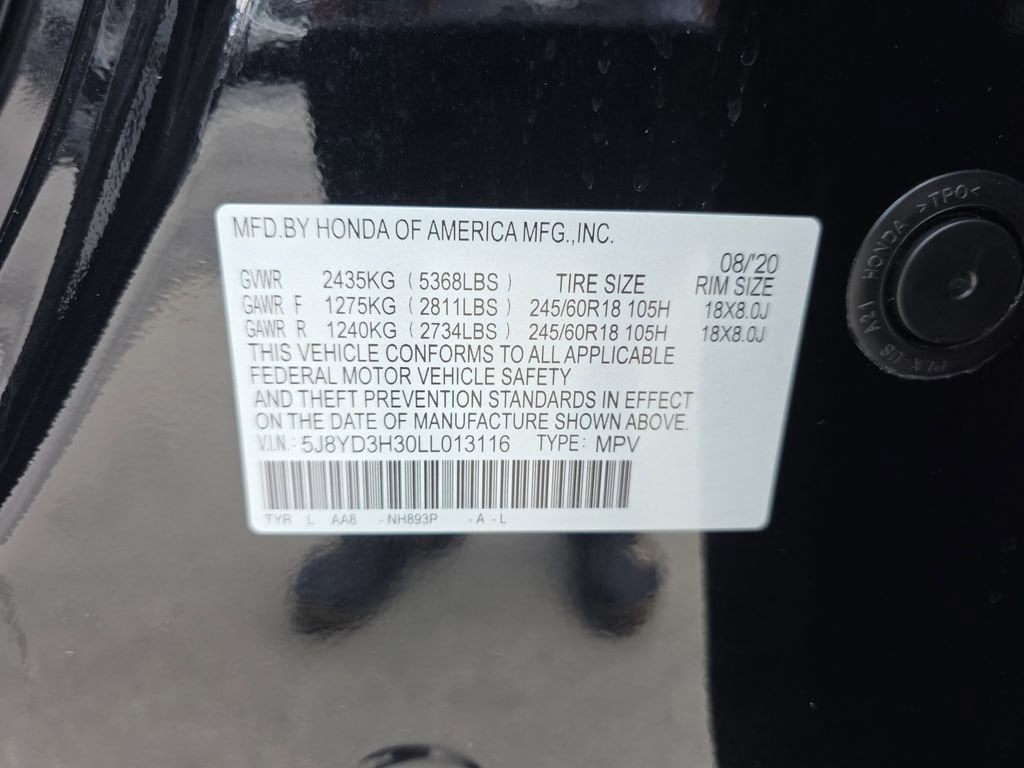 MFD.BY HONDA OF AMERICA MFG.,INC.
08/'20
GVWR 2435KG (5368LBS) TIRE SIZE RIM SIZE
GAWR F 1275KG (2811LBS) 245/60R18 105H 18X8.0J
GAWR R 1240KG (2734LBS) 245/60R18 105H 18X8.0J
THIS VEHICLE CONFORMS TO ALL APPLICABLE
FEDERAL MOTOR VEHICLE SAFETY
AND THEFT PREVENTION STANDARDS IN EFFECT
ON THE DATE OF MANUFACTURE SHOWN ABOVE.
V.I.N.: 5J8YD3H30LL013116 TYPE: MPV
TYR L AA8 -NH893P -A -L
HONDA >TPO<